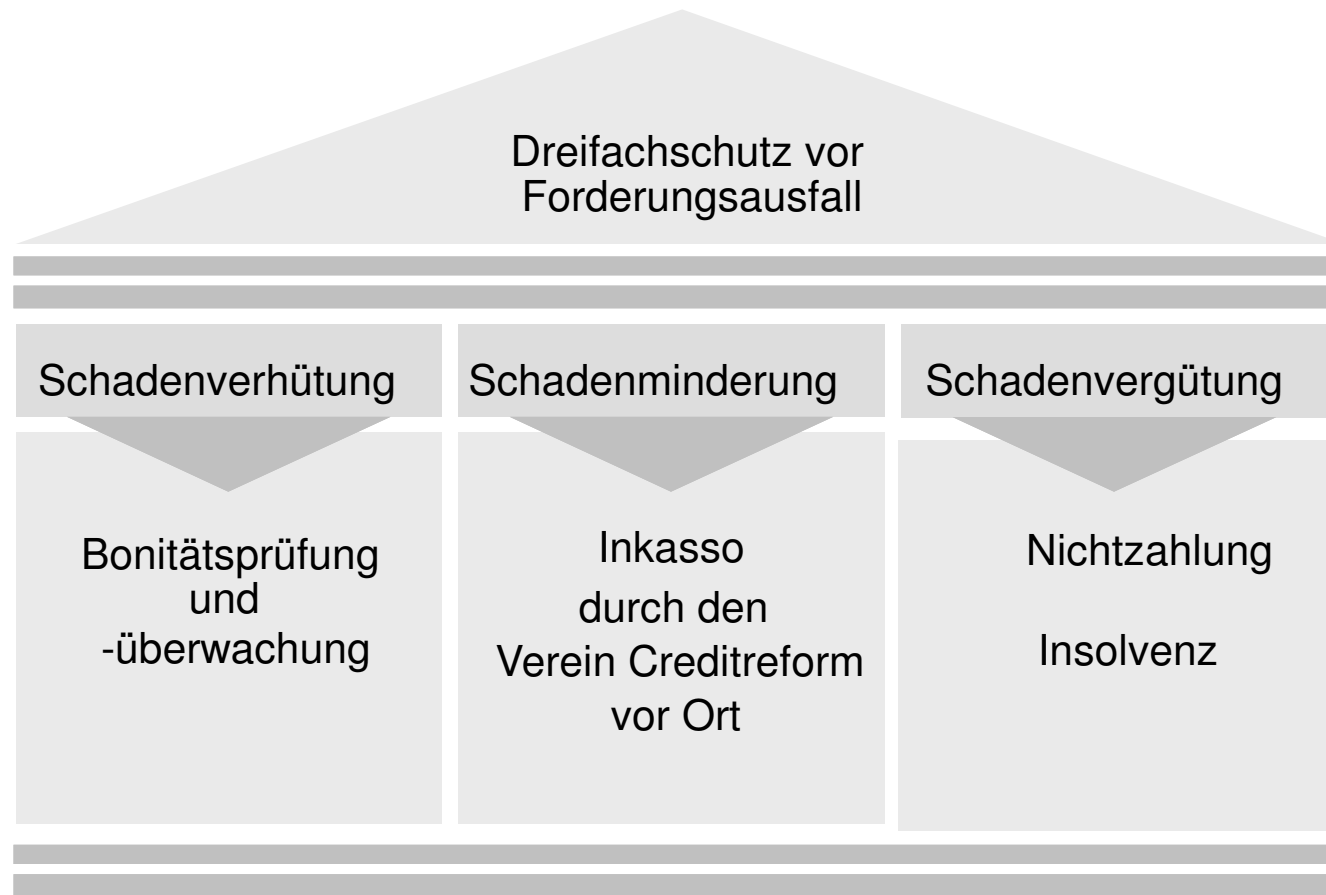 Dreifachschutz vor
Forderungsausfall
Schadenverhütung
Schadenminderung
Schadenvergütung
Bonitätsprüfung
und
-überwachung
Inkasso
durch den
Verein Creditreform
vor Ort
Nichtzahlung
Insolvenz